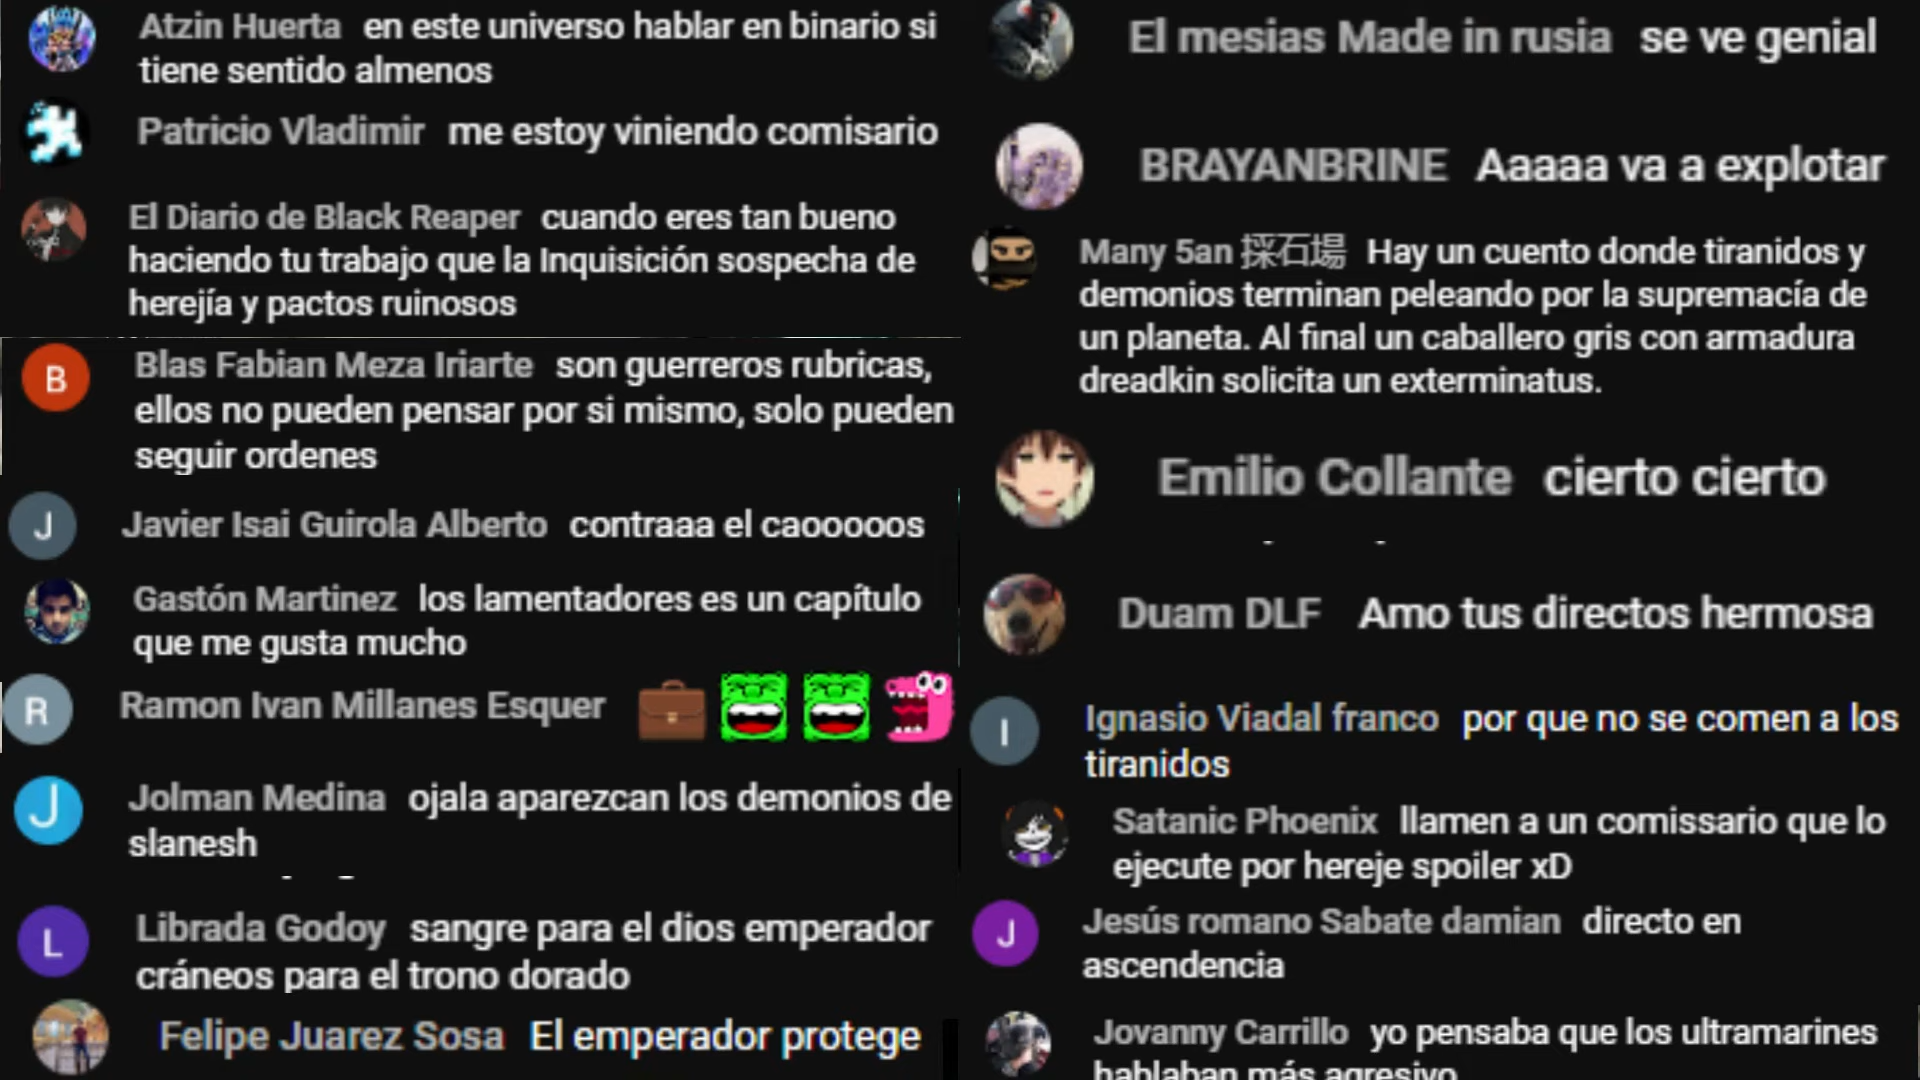 Atzin Huerta en este universo hablar en binario si
tiene sentido almenos
Patricio Vladimir me estoy viniendo comisario
El Diario de Black Reaper cuando eres tan bueno
haciendo tu trabajo que la Inquisición sospecha de
herejía y pactos ruinosos
B
Blas Fabian Meza Iriarte son guerreros rubricas,
ellos no pueden pensar por si mismo, solo pueden
seguir ordenes
J
Javier Isai Guirola Alberto contraaa el caooooos
Gastón Martinez los lamentadores es un capítulo
que me gusta mucho
R
Ramon Ivan Millanes Esquer
J
Jolman Medina ojala aparezcan los demonios de
slanesh
L
Librada Godoy sangre para el dios emperador
cráneos para el trono dorado
Felipe Juarez Sosa El emperador protege
El mesias Made in rusia se ve genial
BRAYANBRINE Aaaaa va a explotar
Many 5an 採石場 Hay un cuento donde tiranidos y
demonios terminan peleando por la supremacía de
un planeta. Al final un caballero gris con armadura
dreadkin solicita un exterminatus.
Emilio Collante cierto cierto
Duam DLF Amo tus directos hermosa
I
Ignasio Viadal franco por que no se comen a los
tiranidos
Satanic Phoenix llamen a un comissario que lo
ejecute por hereje spoiler xD
J
Jesús romano Sabate damian directo en
ascendencia
Jovanny Carrillo yo pensaba que los ultramarines
hablaban más agresivo